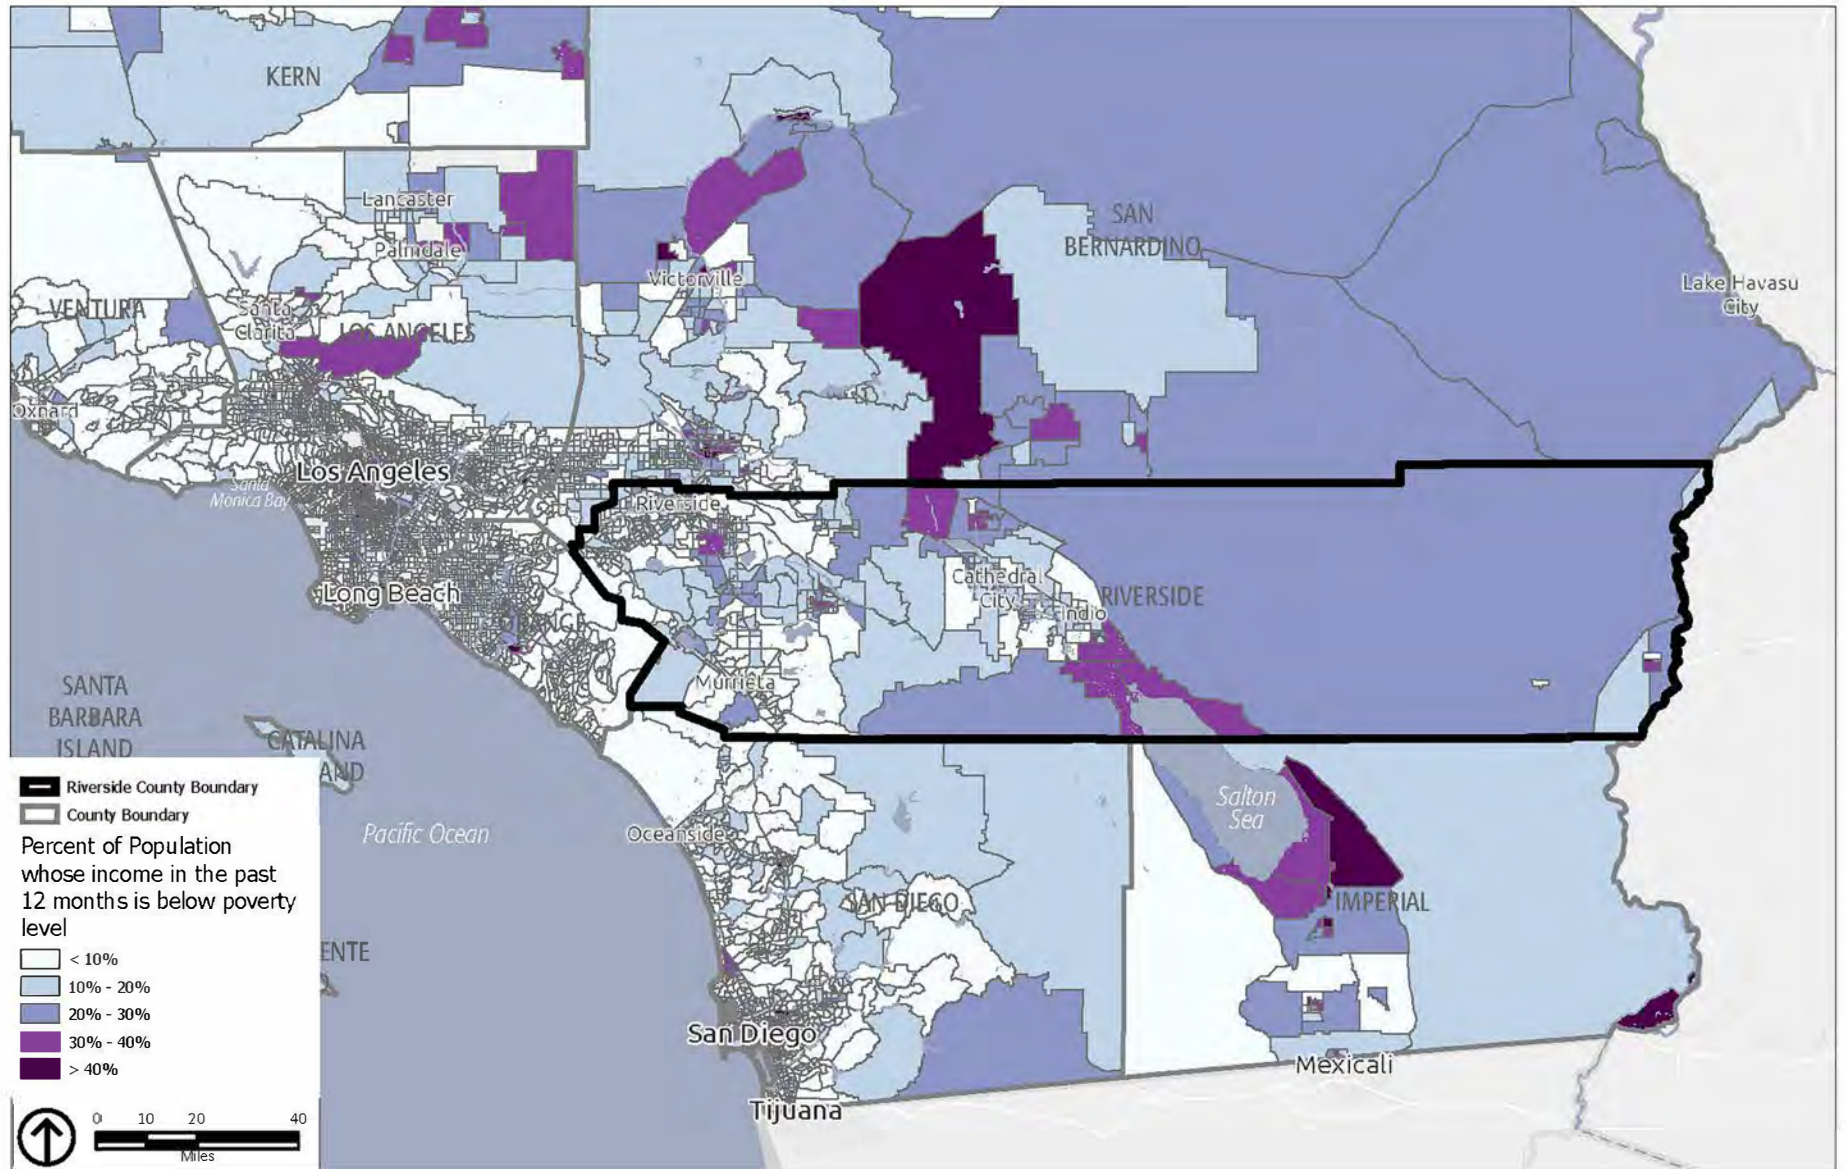 KERN
Lancaster
Palmdale
SAN
BERNARDINO
Victorville
Lake Havasu
City
VENTURA
Santa
Clarita
LOS ANGELES
Oxnard
Los Angeles
Santa
Monica Bay
Riverside
Long Beach
ORANGE
Cathedral
City
Indio
RIVERSIDE
Murrieta
SANTA
BARBARA
ISLAND
CATALINA
AND
Salton
Sea
Pacific Ocean
Oceanside
SAN DIEGO
IMPERIAL
ENTE
San Diego
Mexicali
Tijuana
Riverside County Boundary
County Boundary
Percent of Population
whose income in the past
12 months is below poverty
level
< 10%
10% - 20%
20% - 30%
30% - 40%
> 40%
0 10 20 40
Miles